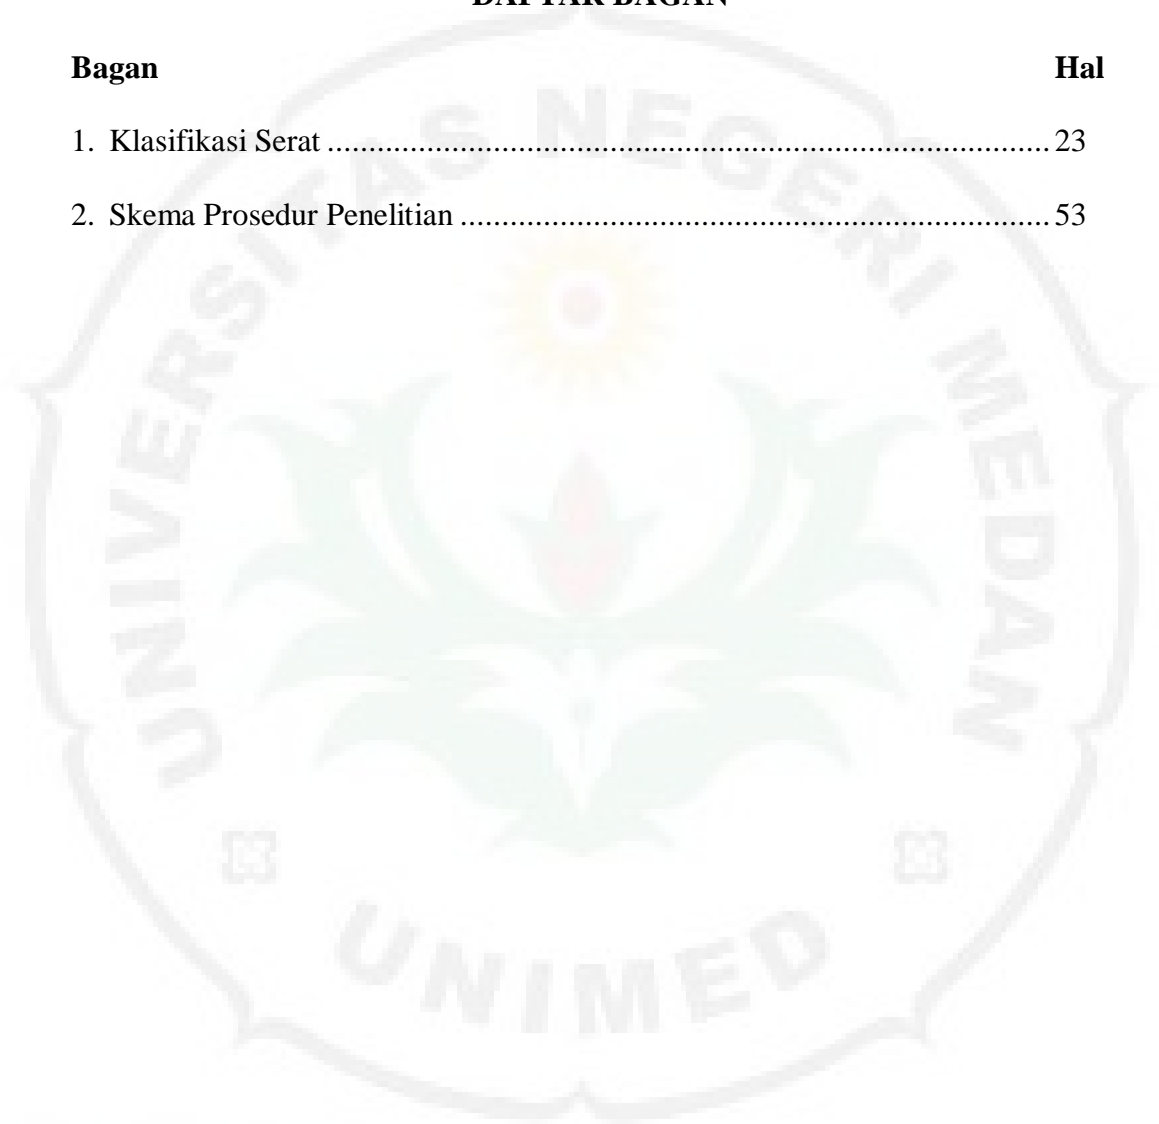 DAFTAR BAGAN
Bagan Hal
1. Klasifikasi Serat ........................................................................................ 23
2. Skema Prosedur Penelitian ........................................................................ 53
UNIVERSITAS NEGERI MEDAN
UNIMED